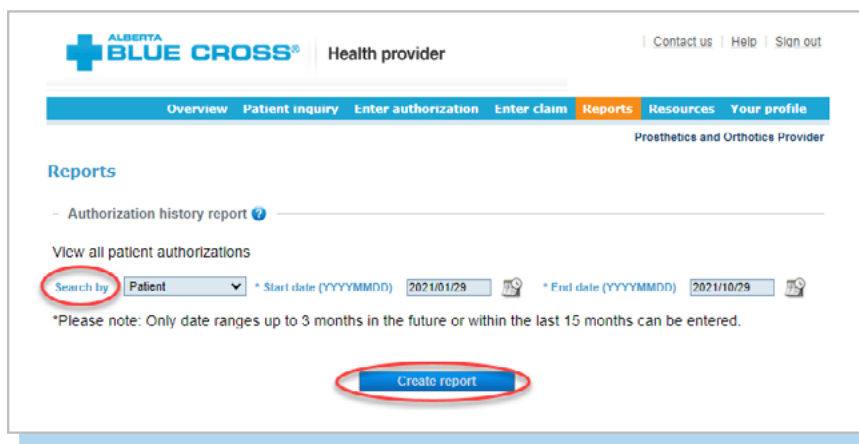 ALBERTA
BLUE CROSS® Health provider
Contact us | Help | Sign out
Overview Patient inquiry Enter authorization Enter claim Reports Resources Your profile
Prosthetics and Orthotics Provider
Reports
Authorization history report ?
View all patient authorizations
Search by Patient * Start date (YYYYMMDD) 2021/01/29 * End date (YYYYMMDD) 2021/10/29
*Please note: Only date ranges up to 3 months in the future or within the last 15 months can be entered.
Create report